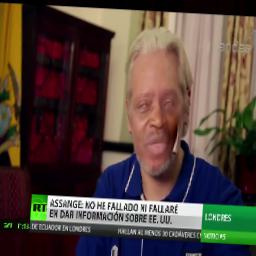 RT
ASSANGE: NO HE FALLADO NI FALLARÉ
EN DAR INFORMACIÓN SOBRE EE. UU.
LONDRES
DE ECUADOR EN LONDRES
HALLAN AL MENOS 30 CADÁVERES